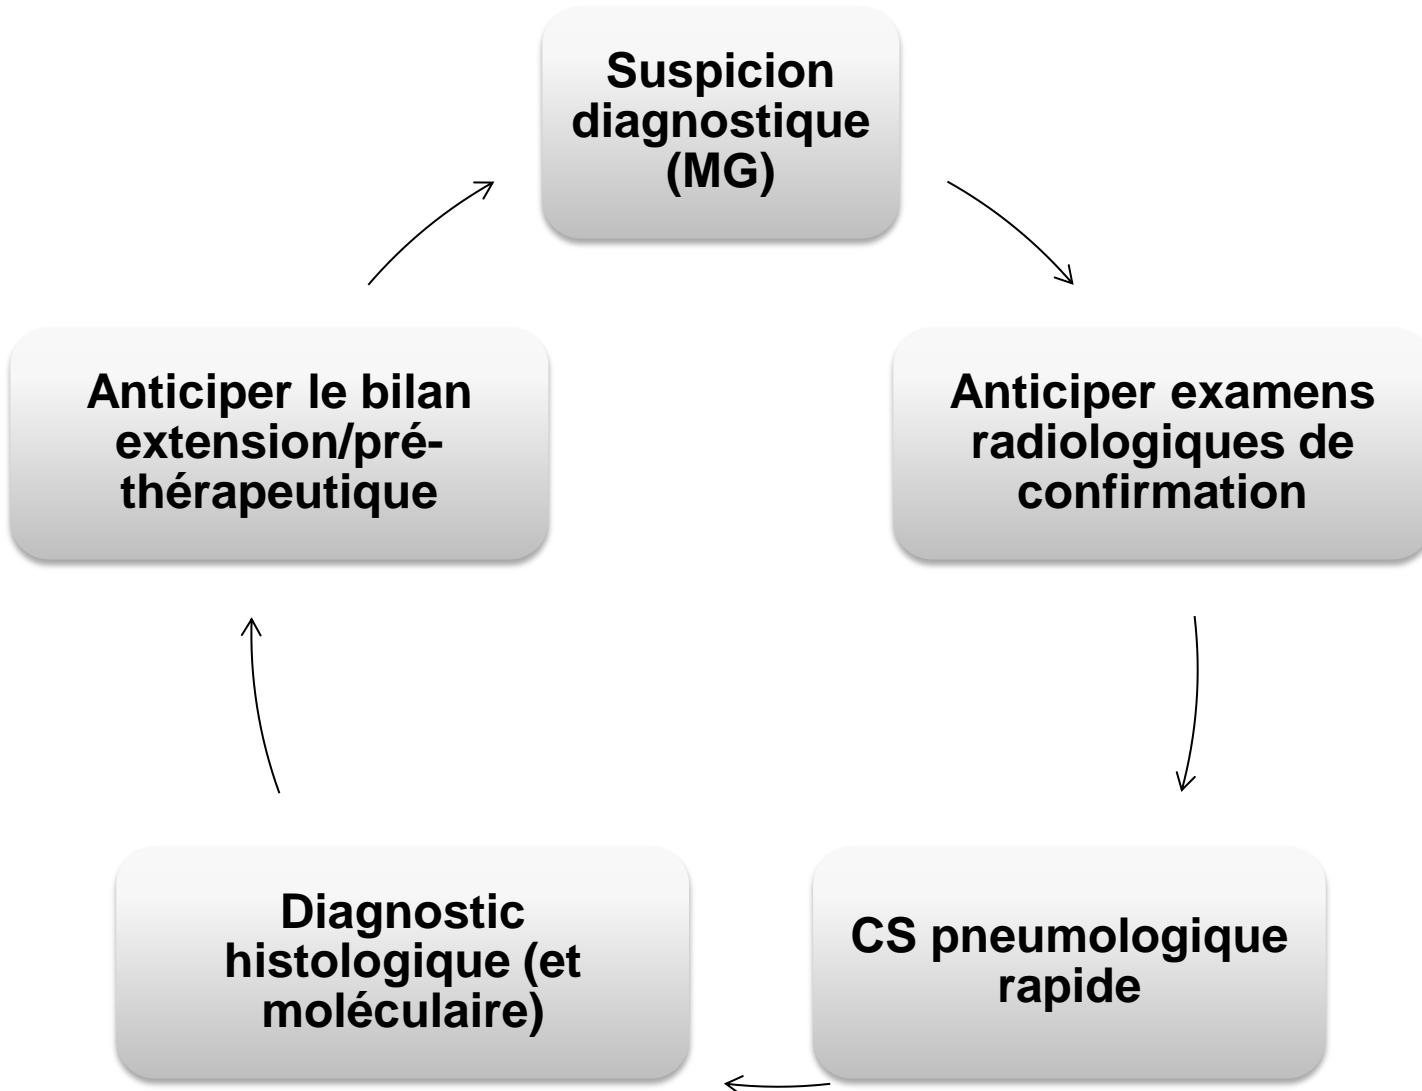 Suspicion
diagnostique
(MG)
Anticiper le bilan
extension/pré-
thérapeutique
Anticiper examens
radiologiques de
confirmation
Diagnostic
histologique (et
moléculaire)
CS pneumologique
rapide